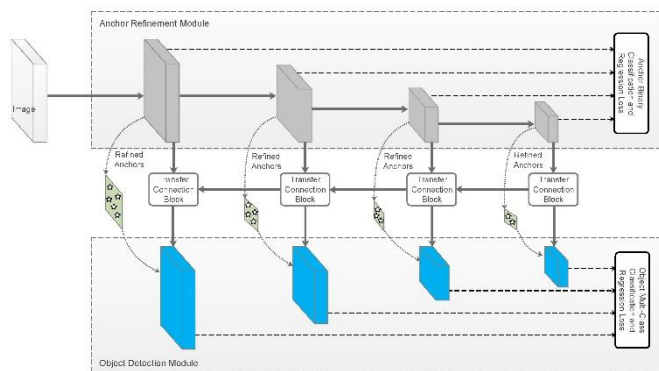 Anchor Refinement Module
Image
Anchor Binary
Classification and
Regression Loss
Refined
Anchors
Refined
Anchors
Refined
Anchors
Refined
Anchors
Transfer
Connection
Block
Transfer
Connection
Block
Transfer
Connection
Block
Transfer
Connection
Block
Object Multi-Class
Classification and
Regression Loss
Object Detection Module